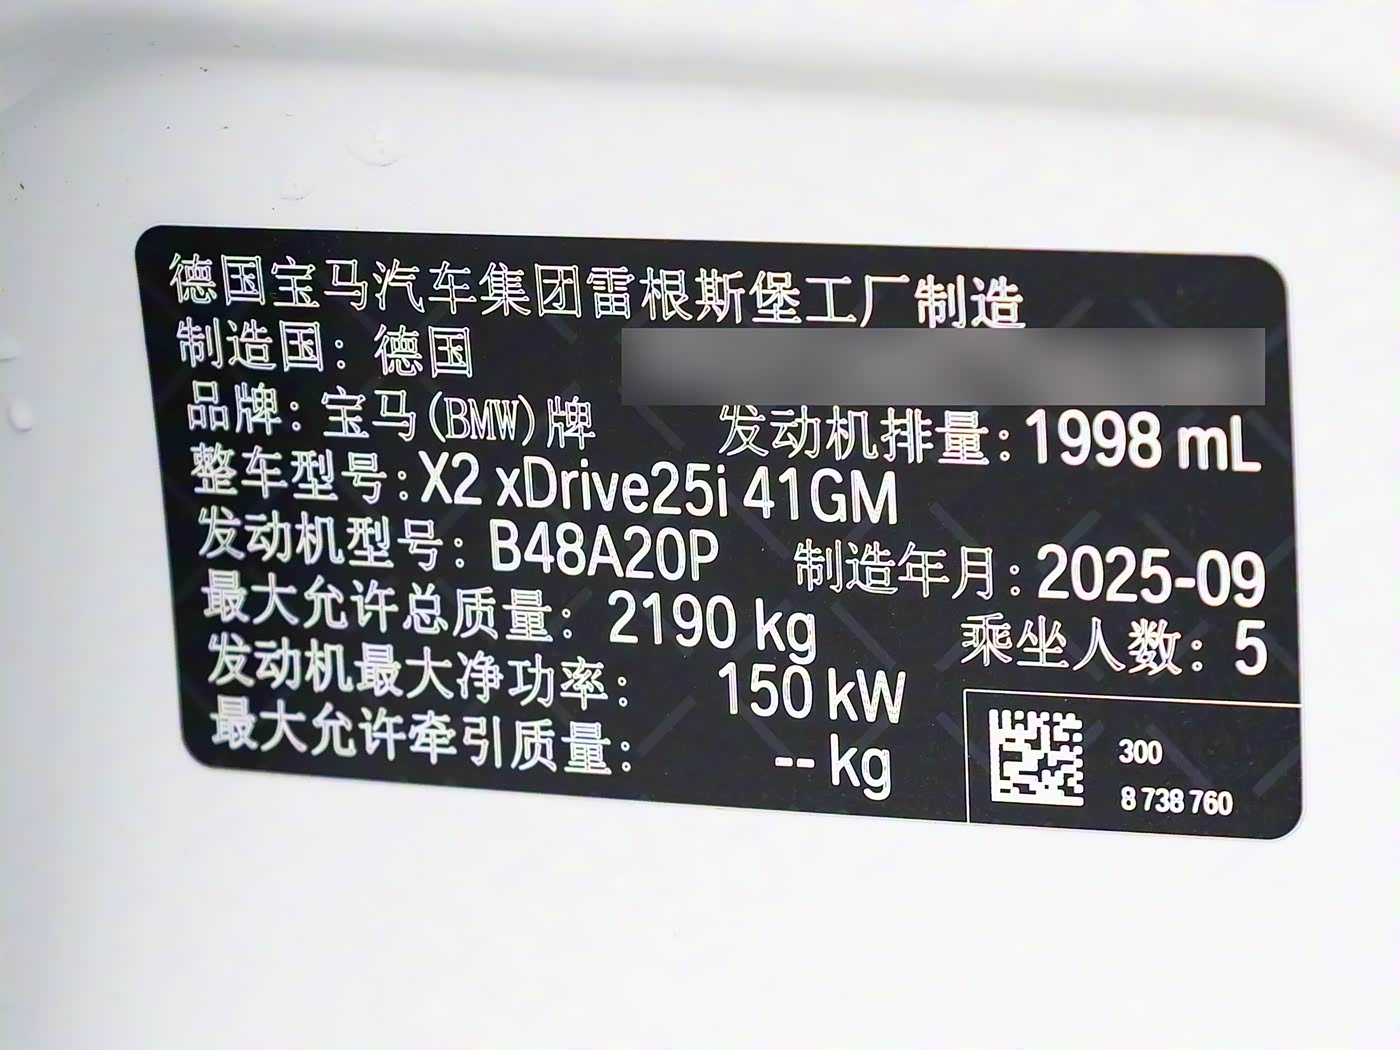 德国宝马汽车集团雷根斯堡工厂制造
制造国：德国
品牌：宝马(BMW)牌 发动机排量：1998 mL
整车型号：X2 xDrive25i 41GM
发动机型号：B48A20P 制造年月：2025-09
最大允许总质量：2190 kg 乘坐人数：5
发动机最大净功率：150 kW
最大允许牵引质量：-- kg
300
8 738 760